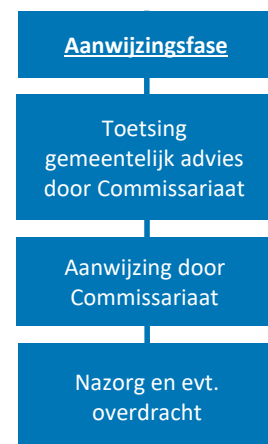 Aanwijzingsfase
Toetsing
gemeentelijk advies
door Commissariaat
Aanwijzing door
Commissariaat
Nazorg en evt.
overdracht